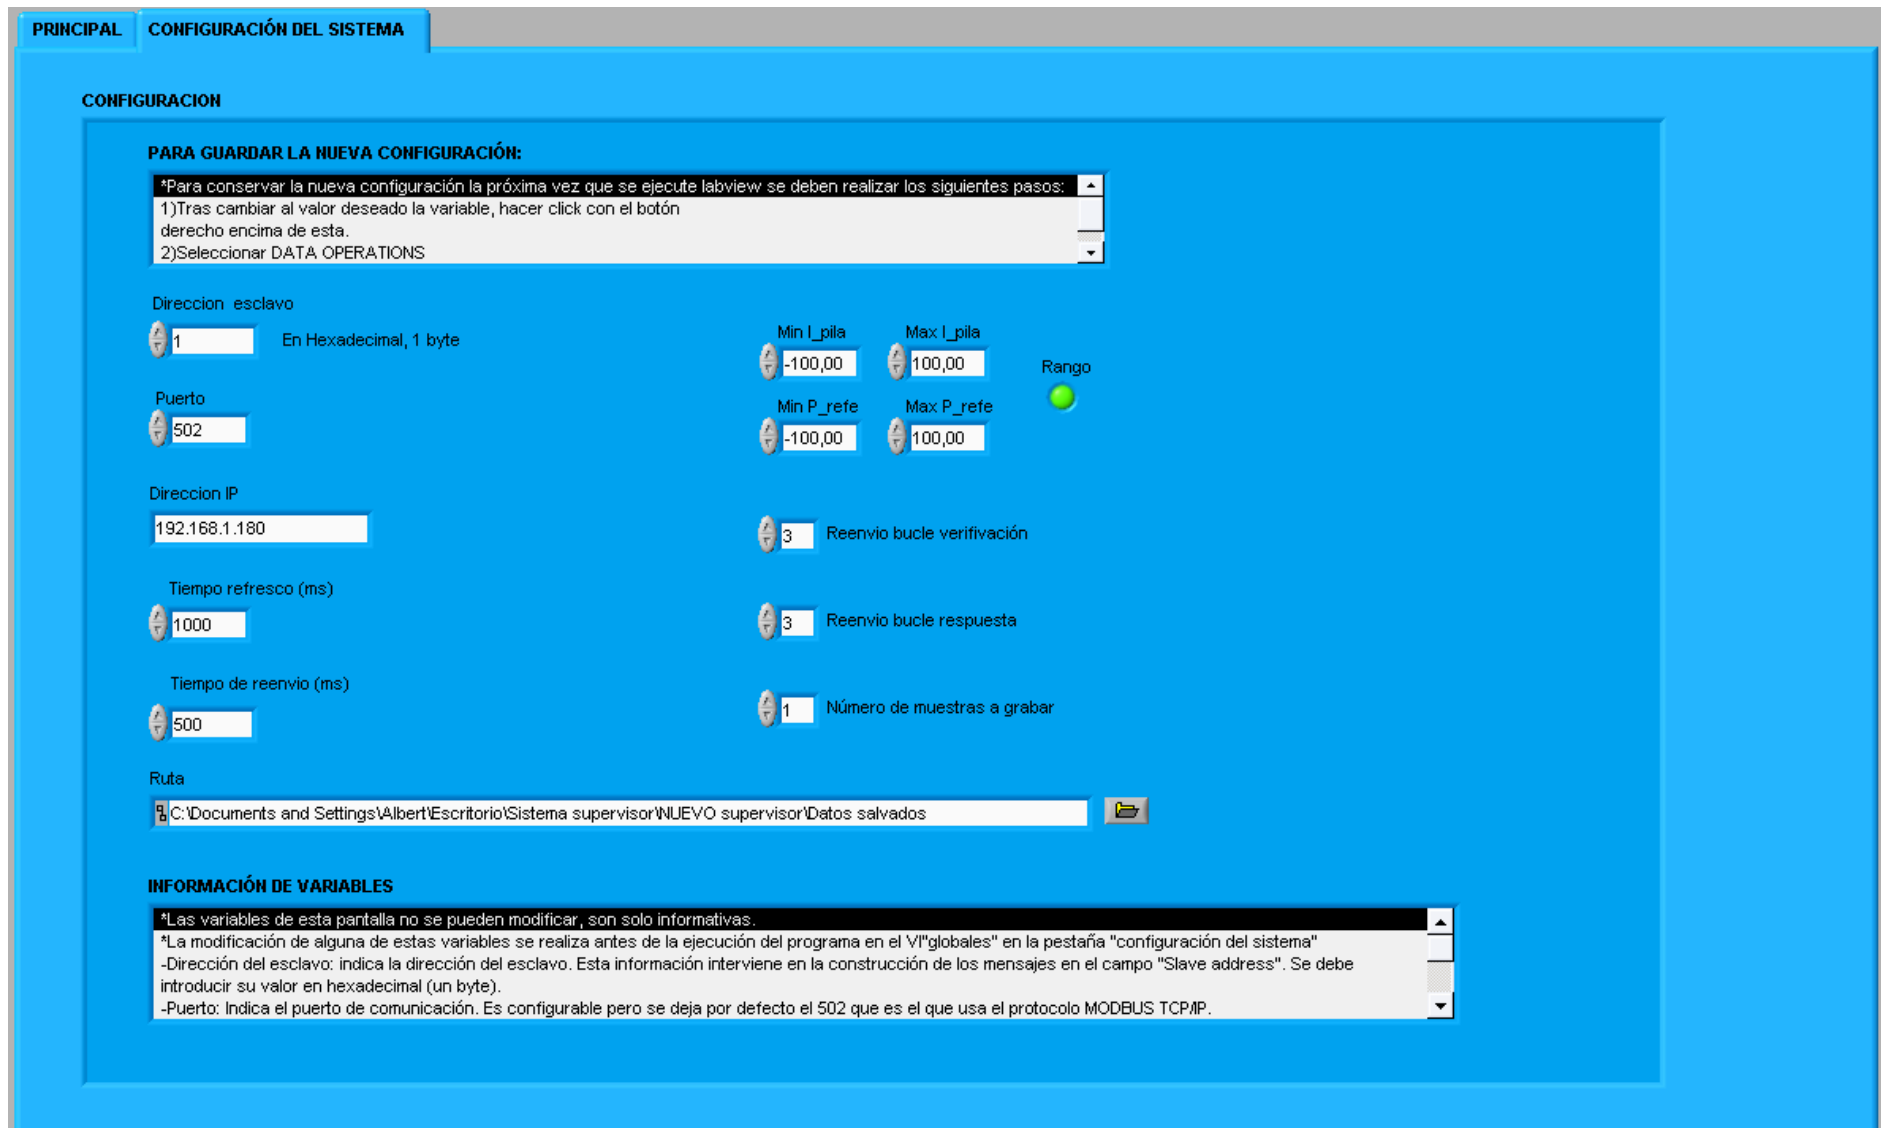 PRINCIPAL
CONFIGURACIÓN DEL SISTEMA
CONFIGURACION
PARA GUARDAR LA NUEVA CONFIGURACIÓN:
*Para conservar la nueva configuración la próxima vez que se ejecute labview se deben realizar los siguientes pasos:
1)Tras cambiar al valor deseado la variable, hacer click con el botón
derecho encima de esta.
2)Seleccionar DATA OPERATIONS
Direccion esclavo
1
En Hexadecimal, 1 byte
Puerto
502
Direccion IP
192.168.1.180
Tiempo refresco (ms)
1000
Tiempo de reenvio (ms)
500
Min I_pila
-100,00
Max I_pila
100,00
Rango
Min P_refe
-100,00
Max P_refe
100,00
3
Reenvio bucle verifivación
3
Reenvio bucle respuesta
1
Número de muestras a grabar
Ruta
C:\Documents and Settings\Albert\Escritorio\Sistema supervisor\NUEVO supervisor\Datos salvados
INFORMACIÓN DE VARIABLES
*Las variables de esta pantalla no se pueden modificar, son solo informativas.
*La modificación de alguna de estas variables se realiza antes de la ejecución del programa en el VI"globales" en la pestaña "configuración del sistema"
-Dirección del esclavo: indica la dirección del esclavo. Esta información interviene en la construcción de los mensajes en el campo "Slave address". Se debe
introducir su valor en hexadecimal (un byte).
-Puerto: Indica el puerto de comunicación. Es configurable pero se deja por defecto el 502 que es el que usa el protocolo MODBUS TCP/IP.